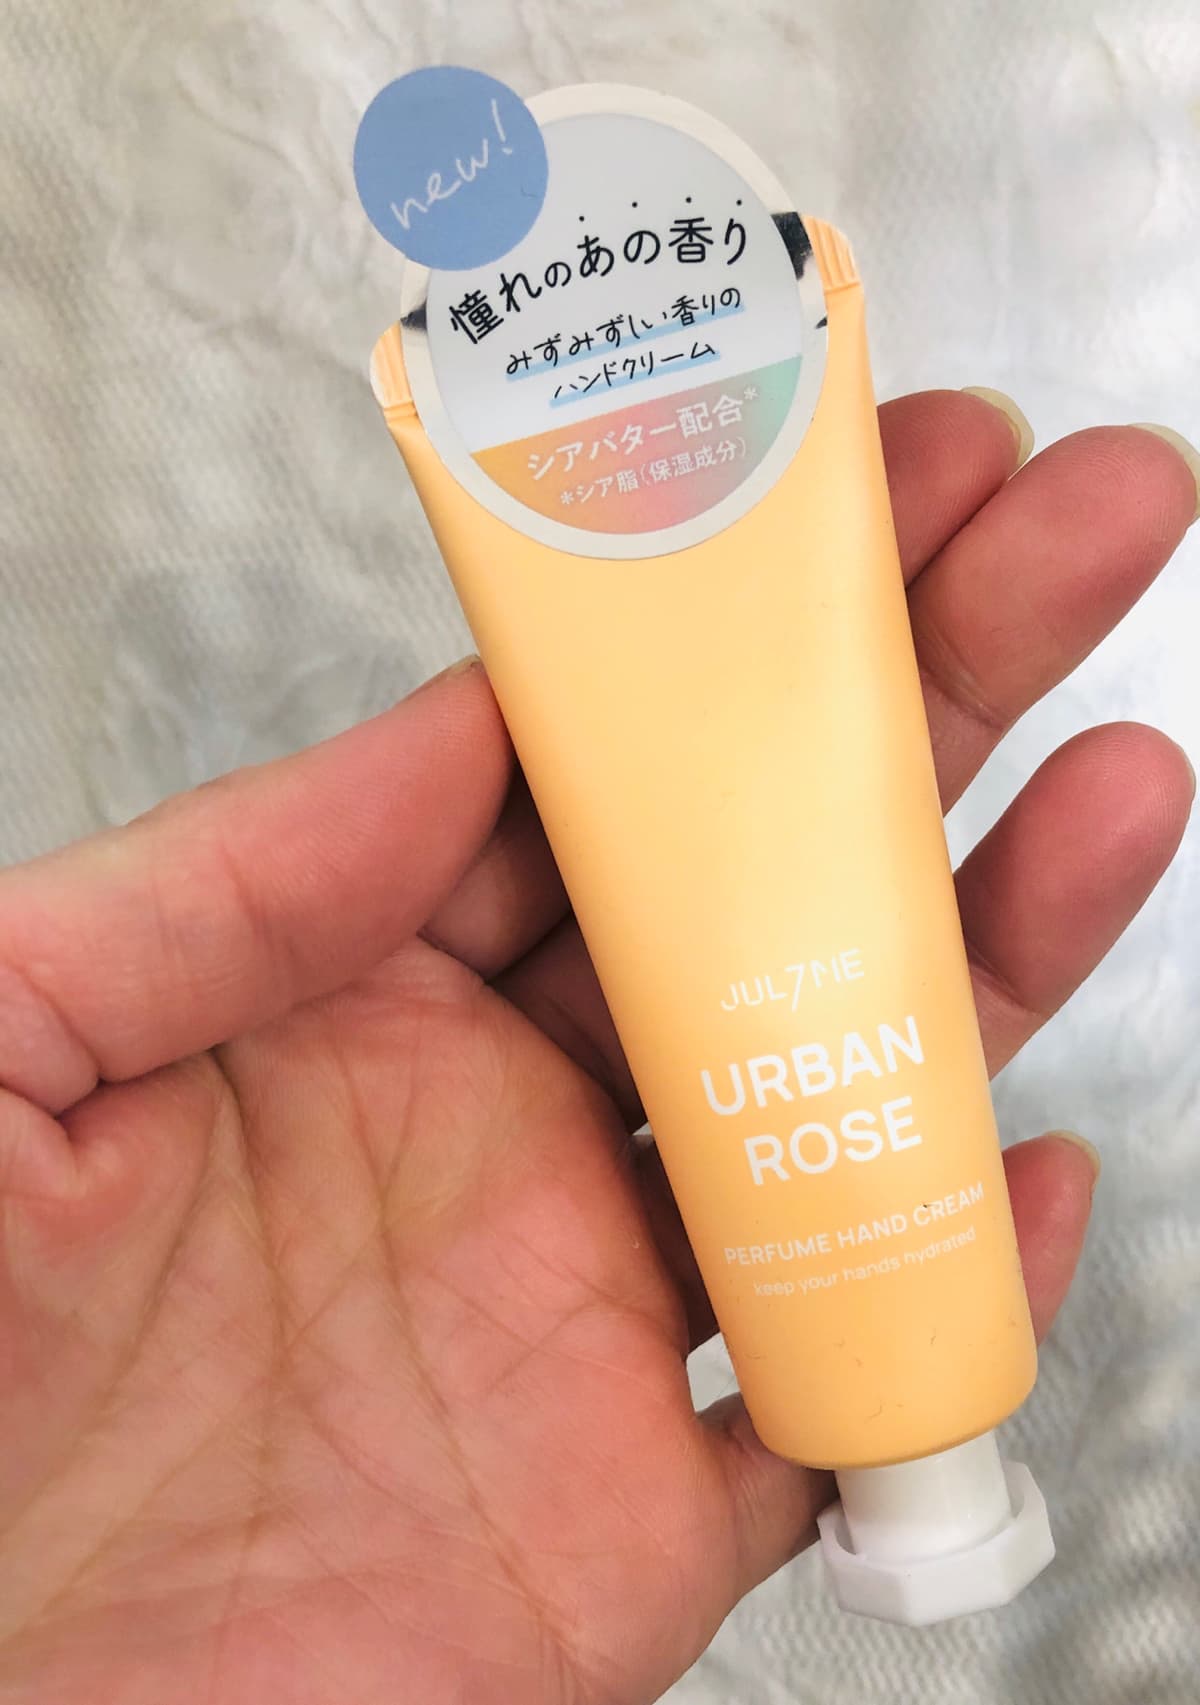 new!
憧れのあの香り
みずみずしい香りの
ハンドクリーム
シアバター配合*
*シア脂(保湿成分)
JUL7ME
URBAN
ROSE
PERFUME HAND CREAM
keep your hands hydrated